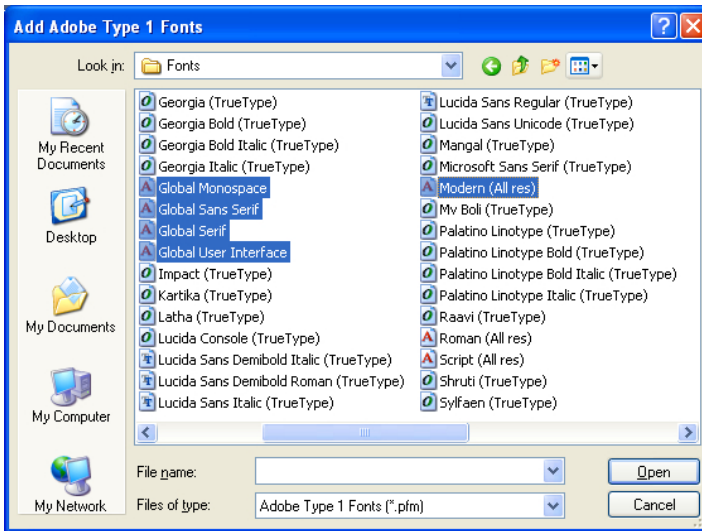 Add Adobe Type 1 Fonts
Look in:
Fonts
My Recent
Documents
Desktop
My Documents
My Computer
My Network
Georgia (TrueType)
Georgia Bold (TrueType)
Georgia Bold Italic (TrueType)
Georgia Italic (TrueType)
Global Monospace
Global Sans Serif
Global Serif
Global User Interface
Impact (TrueType)
Kartika (TrueType)
Latha (TrueType)
Lucida Console (TrueType)
Lucida Sans Demibold Italic (TrueType)
Lucida Sans Demibold Roman (TrueType)
Lucida Sans Italic (TrueType)
Lucida Sans Regular (TrueType)
Lucida Sans Unicode (TrueType)
Mangal (TrueType)
Microsoft Sans Serif (TrueType)
Modern (All res)
Mv Boli (TrueType)
Palatino Linotype (TrueType)
Palatino Linotype Bold (TrueType)
Palatino Linotype Bold Italic (TrueType)
Palatino Linotype Italic (TrueType)
Raavi (TrueType)
Roman (All res)
Script (All res)
Shruti (TrueType)
Sylfaen (TrueType)
File name:
Open
Files of type:
Adobe Type 1 Fonts (*.pfm)
Cancel